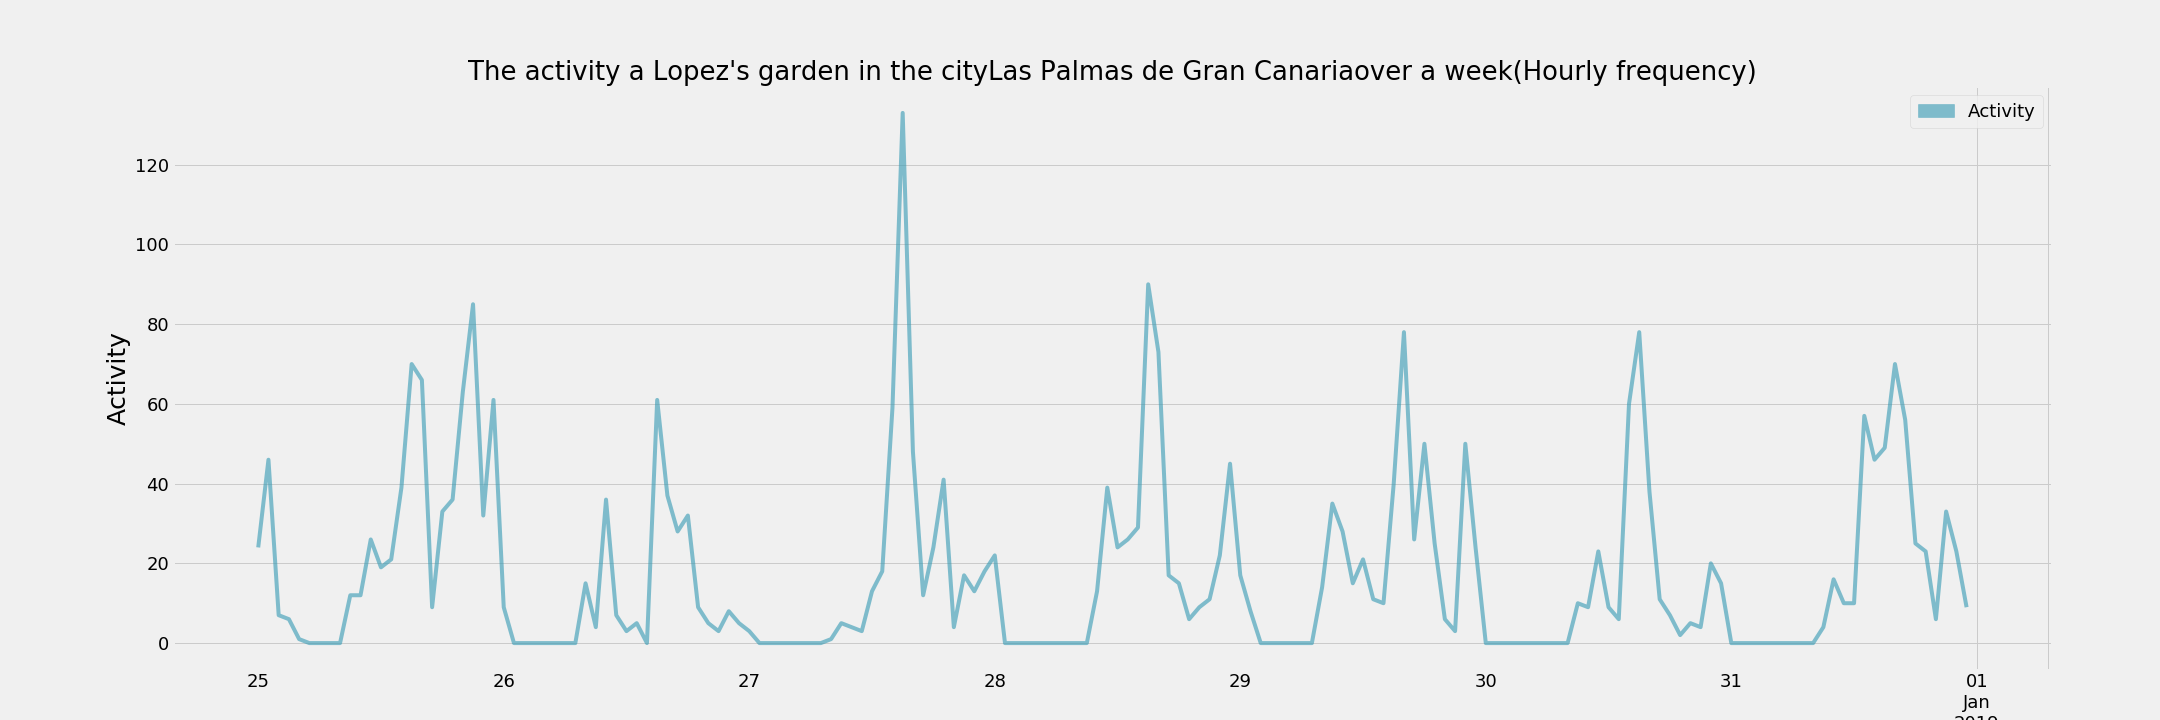 The activity a Lopez's garden in the cityLas Palmas de Gran Canariaover a week(Hourly frequency)
Activity
120
100
80
60
40
20
0
Activity
25 26 27 28 29 30 31 01
Jan